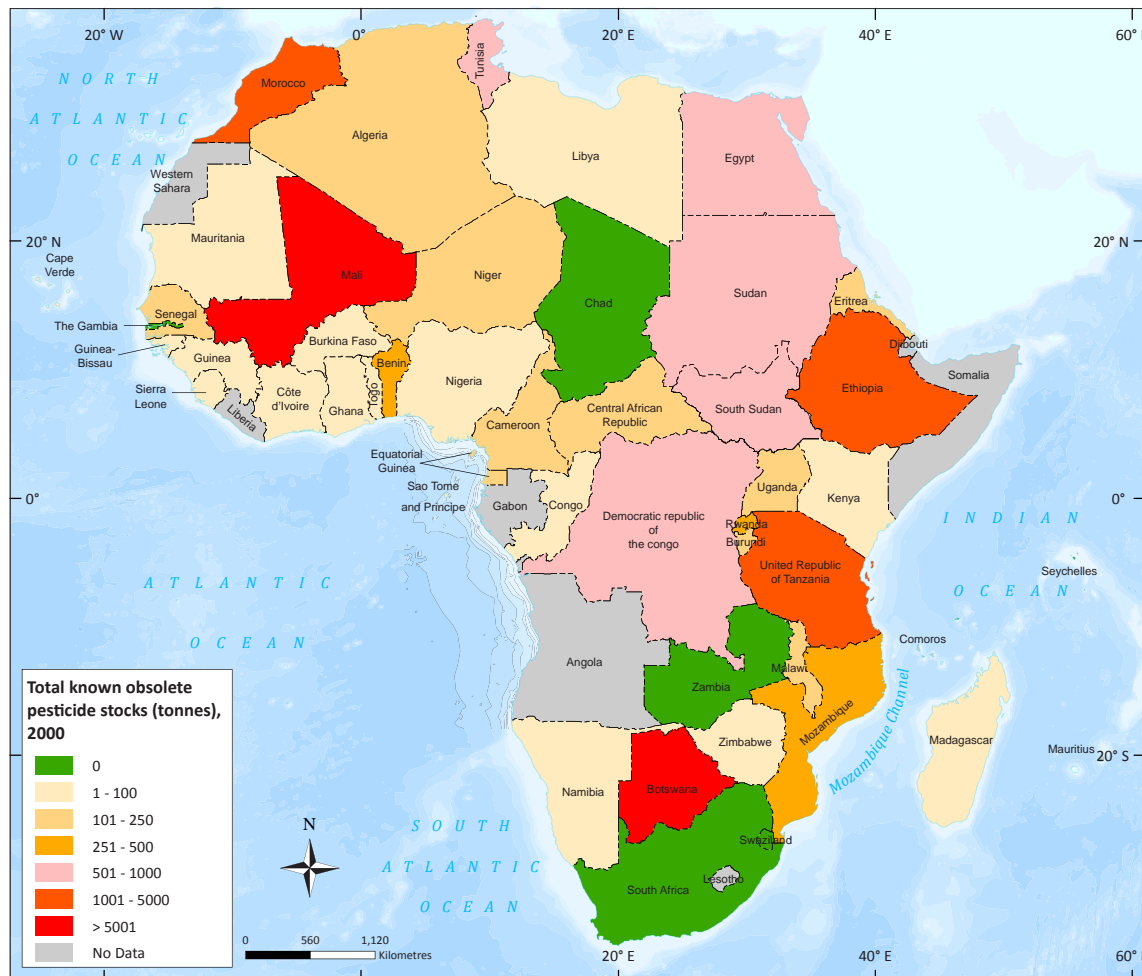 20° W
0°
20° E
40° E
60°
NORTH
ATLANTIC
OCEAN
Morocco
Tunisia
Algeria
Libya
Egypt
Western
Sahara
Mauritania
20° N
20° N
Cape
Verde
Mali
Niger
Chad
Sudan
Eritrea
Senegal
The Gambia
Guinea-
Bissau
Burkina Faso
Guinea
Benin
Djibouti
Somalia
Sierra
Leone
Liberia
Côte
d'Ivoire
Ghana
Togo
Nigeria
Cameroon
Central African
Republic
South Sudan
Ethiopia
Equatorial
Guinea
Sao Tome
and Principe
0°
0°
Gabon
Congo
Democratic republic
of
the congo
Uganda
Kenya
Rwanda
Burundi
United Republic
of Tanzania
INDIAN
OCEAN
Seychelles
ATLANTIC
OCEAN
Comoros
Angola
Zambia
Malawi
Mozambique
Mozambique Channel
Madagascar
Mauritius
20° S
Zimbabwe
Namibia
Botswana
Swaziland
Lesotho
South Africa
SOUTH
ATLANTIC
OCEAN
Total known obsolete
pesticide stocks (tonnes),
2000
0
1 - 100
101 - 250
251 - 500
501 - 1000
1001 - 5000
> 5001
No Data
N
0 560 1,120
Kilometres
20° E
40° E
60°